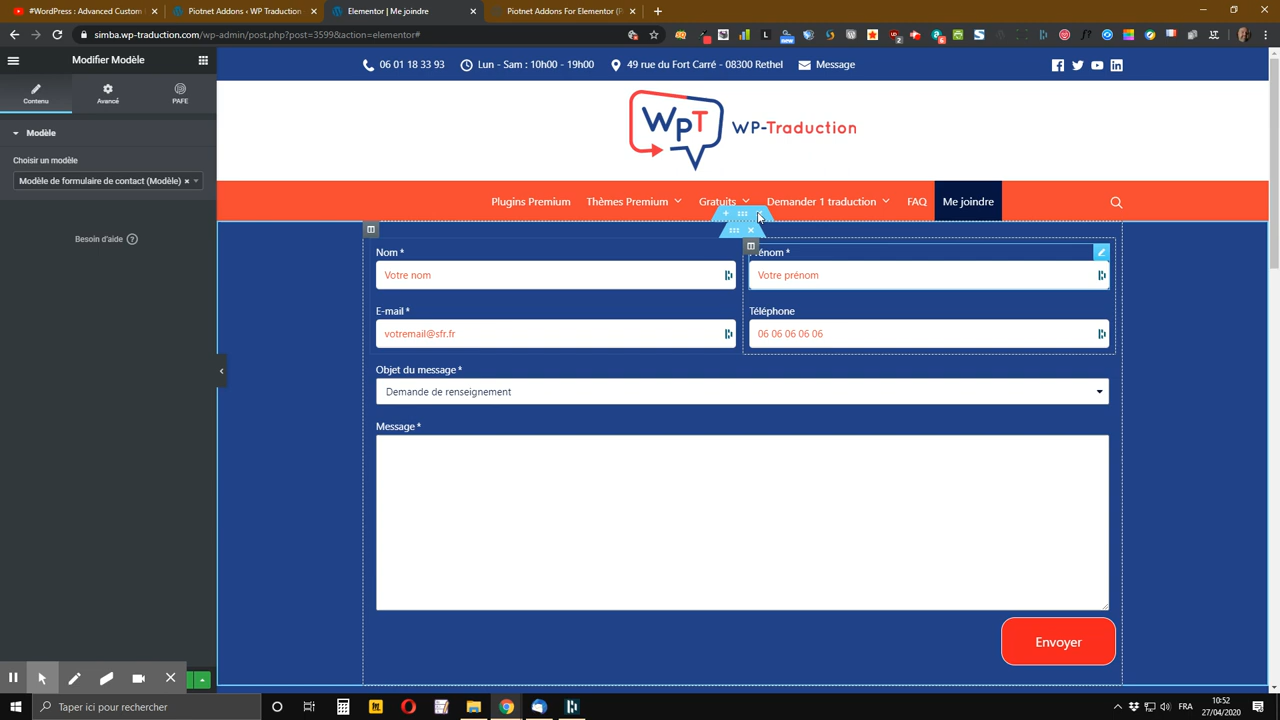 #WordPress : Advanced Custom
Piotnet Addons For WPTraduction
Elementor | Me joindre
Piotnet Addons For Elementor (P
simba.wp-traduction.com/wp-admin/post.php?post=3599&action=elementor#
new
Modifier Modèle
Contenu
Avancé
PAFE
Modèle
Choisir un modèle
Modèle de formulaire de contact (Modèle)
Besoin d'aide
06 01 18 33 93
Lun - Sam : 10h00 - 19h00
49 rue du Fort Carré - 08300 Rethel
Message
WpT
WP-Traduction
Plugins Premium
Thèmes Premium
Gratuits
Demander 1 traduction
FAQ
Me joindre
Nom *
Prénom *
Votre nom
Votre prénom
E-mail *
Téléphone
votremail@sfr.fr
06 06 06 06 06
Objet du message *
Demande de renseignement
Message *
Envoyer
Taper ici pour rechercher
FRA
10:52
27/04/2020